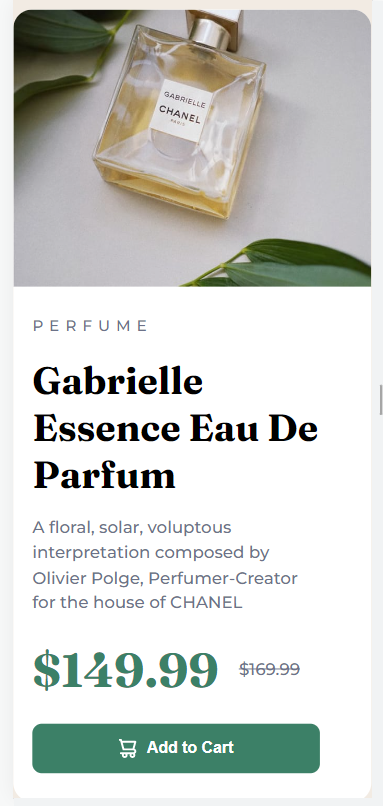 GABRIELLE
CHANEL
PARIS
PERFUME
Gabrielle
Essence Eau De
Parfum
A floral, solar, voluptous
interpretation composed by
Olivier Polge, Perfumer-Creator
for the house of CHANEL
$149.99 $169.99
Add to Cart